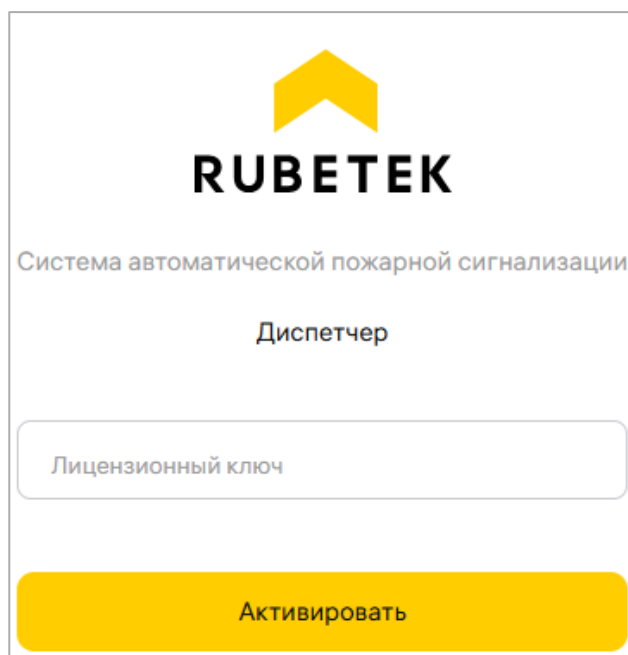 RUBETEK
Система автоматической пожарной сигнализации
Диспетчер
Лицензионный ключ
Активировать